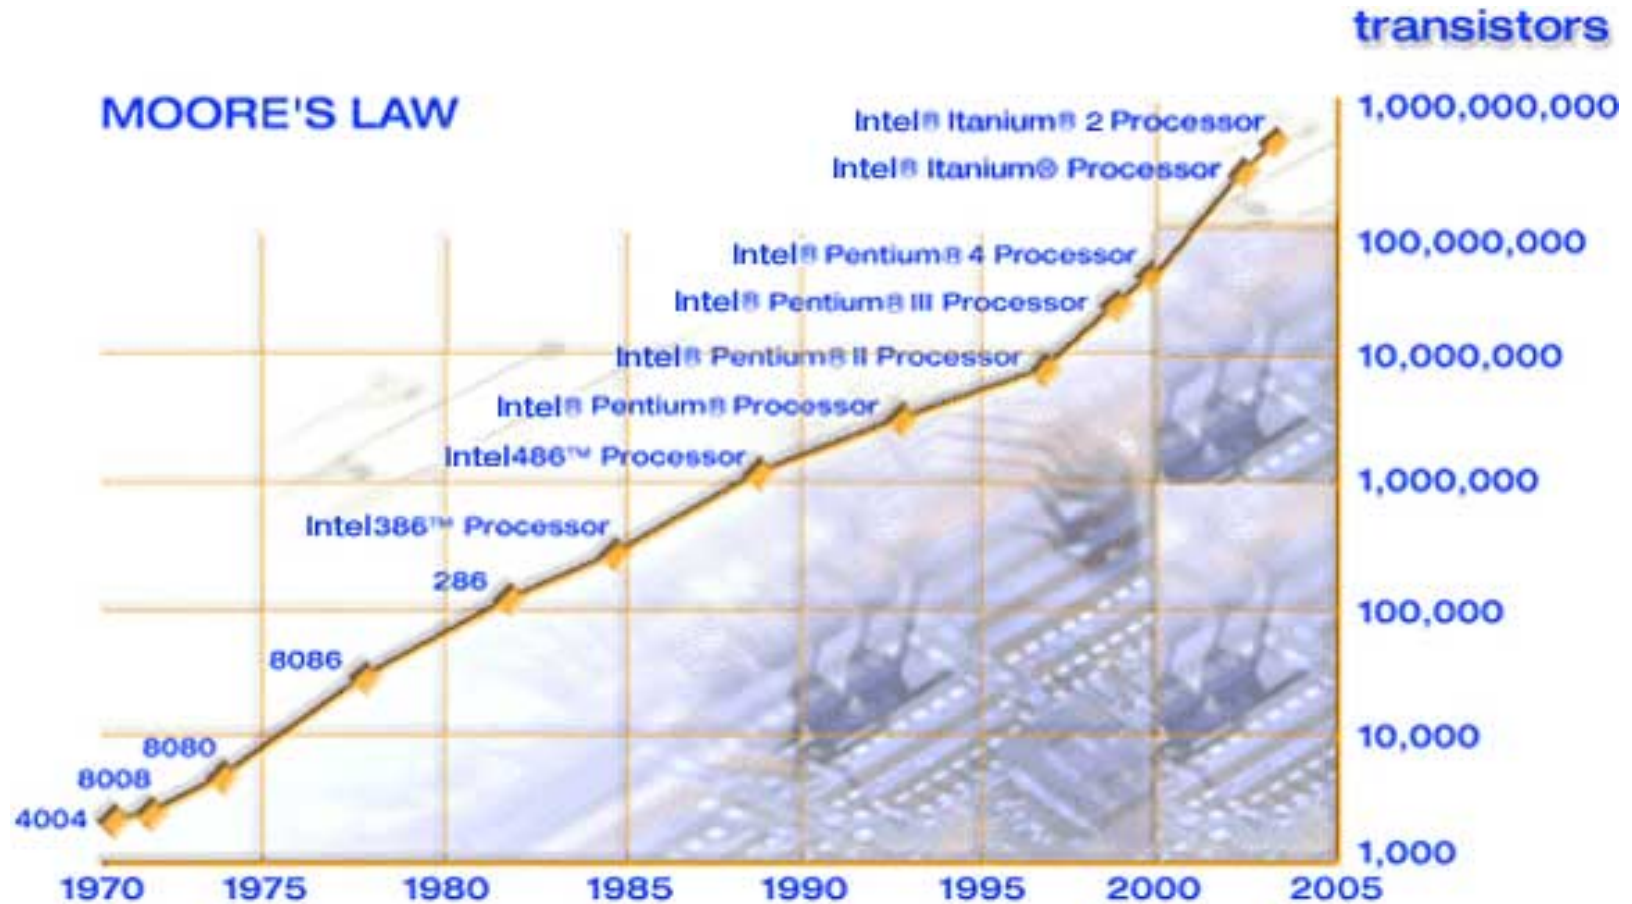 transistors
MOORE'S LAW
1,000,000,000
Intel® Itanium® 2 Processor
Intel® Itanium® Processor
100,000,000
Intel® Pentium® 4 Processor
Intel® Pentium® III Processor
10,000,000
Intel® Pentium® II Processor
Intel® Pentium® Processor
Intel486™ Processor
1,000,000
Intel386™ Processor
286
100,000
8086
10,000
8080
8008
4004
1,000
1970 1975 1980 1985 1990 1995 2000 2005